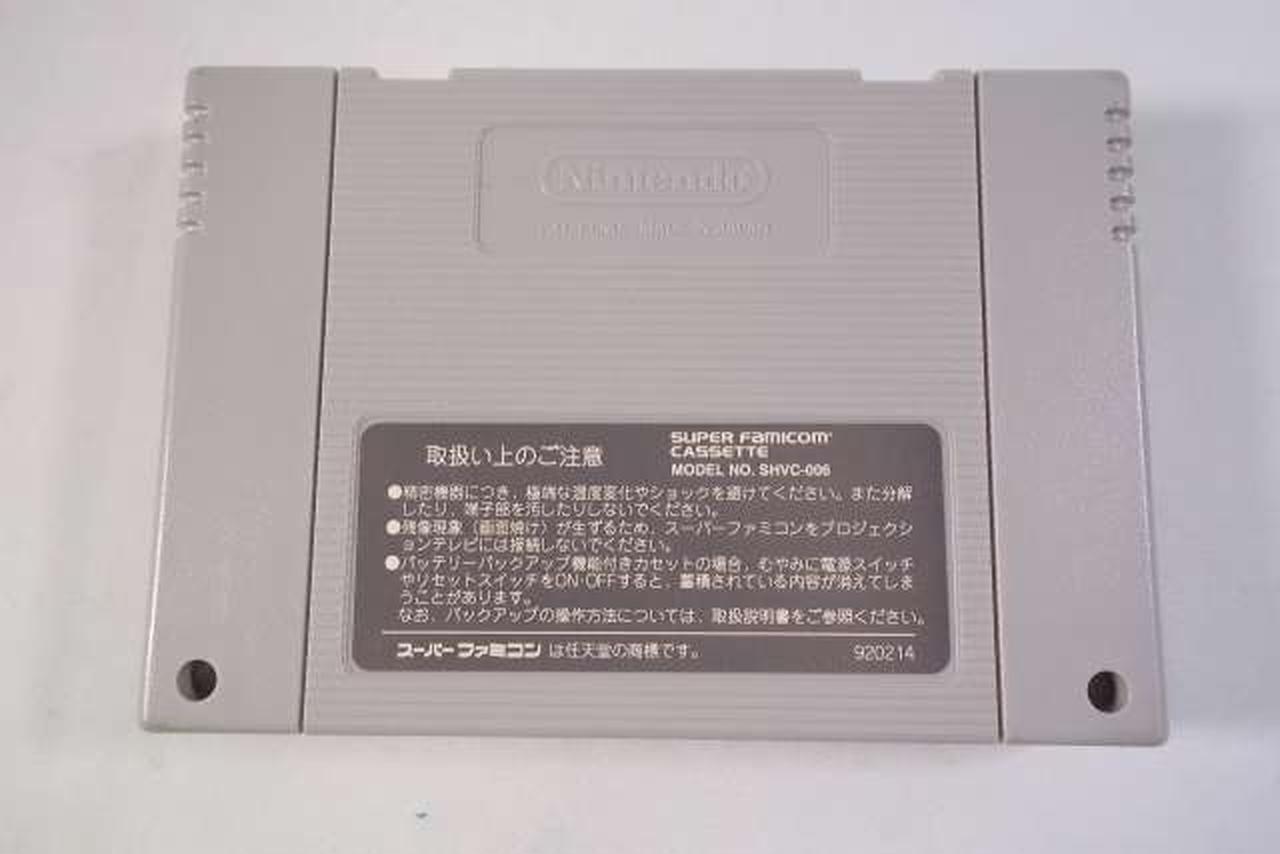 Nintendo
取扱い上のご注意
SUPER FAMICOM
CASSETTE
MODEL NO. SHVC-006
●精密機器につき、極端な温度変化やショックを避けてください。また分解
したり、端子部を汚したりしないでください。
●残像現象（画面焼け）が生ずるため、スーパーファミコンをプロジェクシ
ョンテレビには接続しないでください。
●バッテリーバックアップ機能付きカセットの場合、むやみに電源スイッチ
やリセットスイッチをON・OFFすると、蓄積されている内容が消えてしま
うことがあります。
なお、バックアップの操作方法については、取扱説明書をご参照ください。
スーパーファミコン は任天堂の商標です。
920214